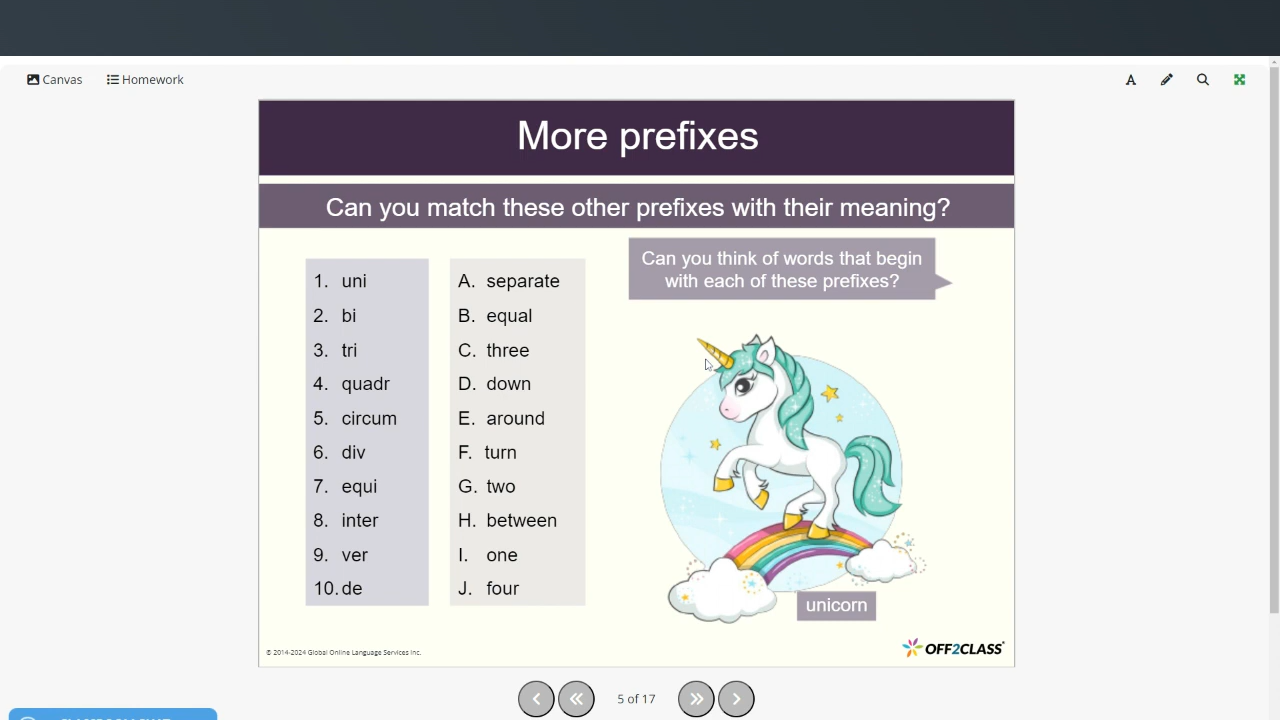 Canvas
Homework
More prefixes
Can you match these other prefixes with their meaning?
Can you think of words that begin
with each of these prefixes?
1. uni
2. bi
3. tri
4. quadr
5. circum
6. div
7. equi
8. inter
9. ver
10. de
A. separate
B. equal
C. three
D. down
E. around
F. turn
G. two
H. between
I. one
J. four
unicorn
© 2014-2024 Global Online Language Services Inc.
OFF2CLASS
5 of 17